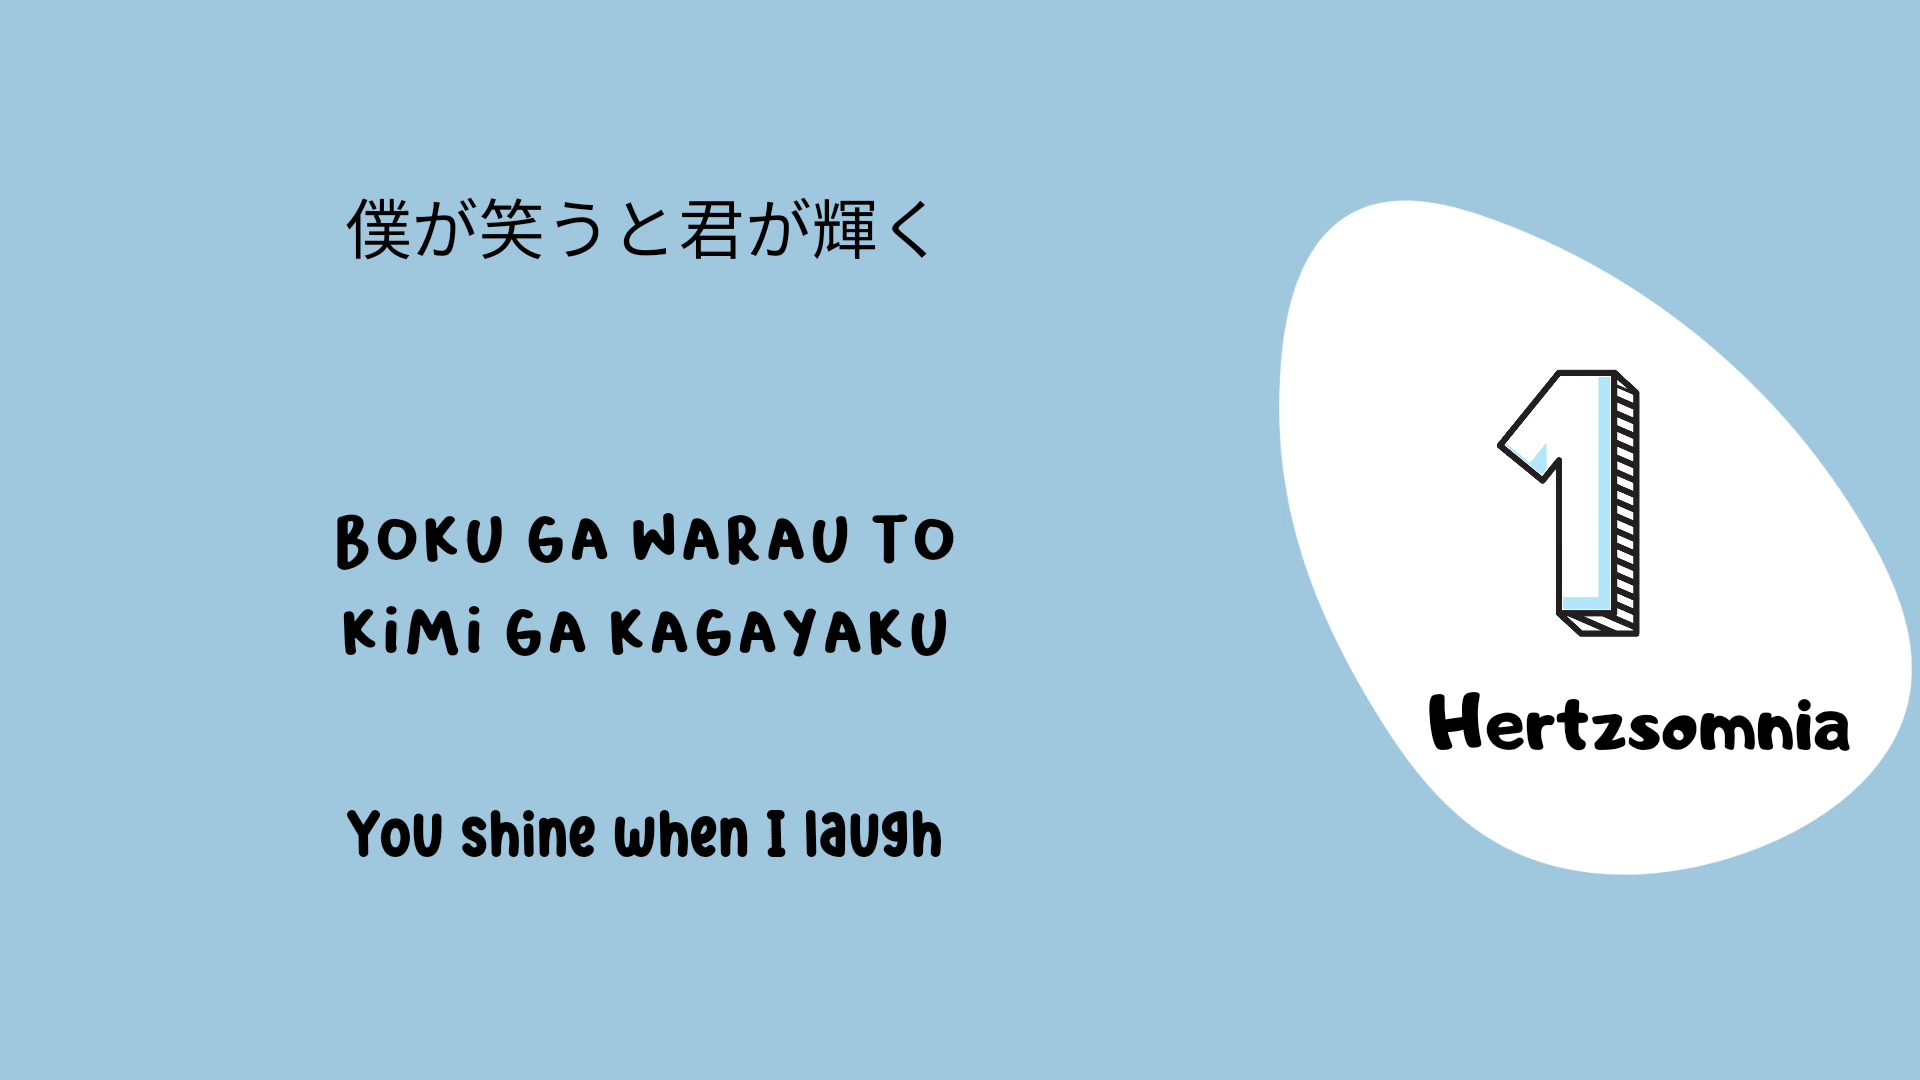 僕が笑うと君が輝く
BOKU GA WARAU TO
KiMi GA KAGAYAKU
You shine when I laugh
1
Hertzsomnia